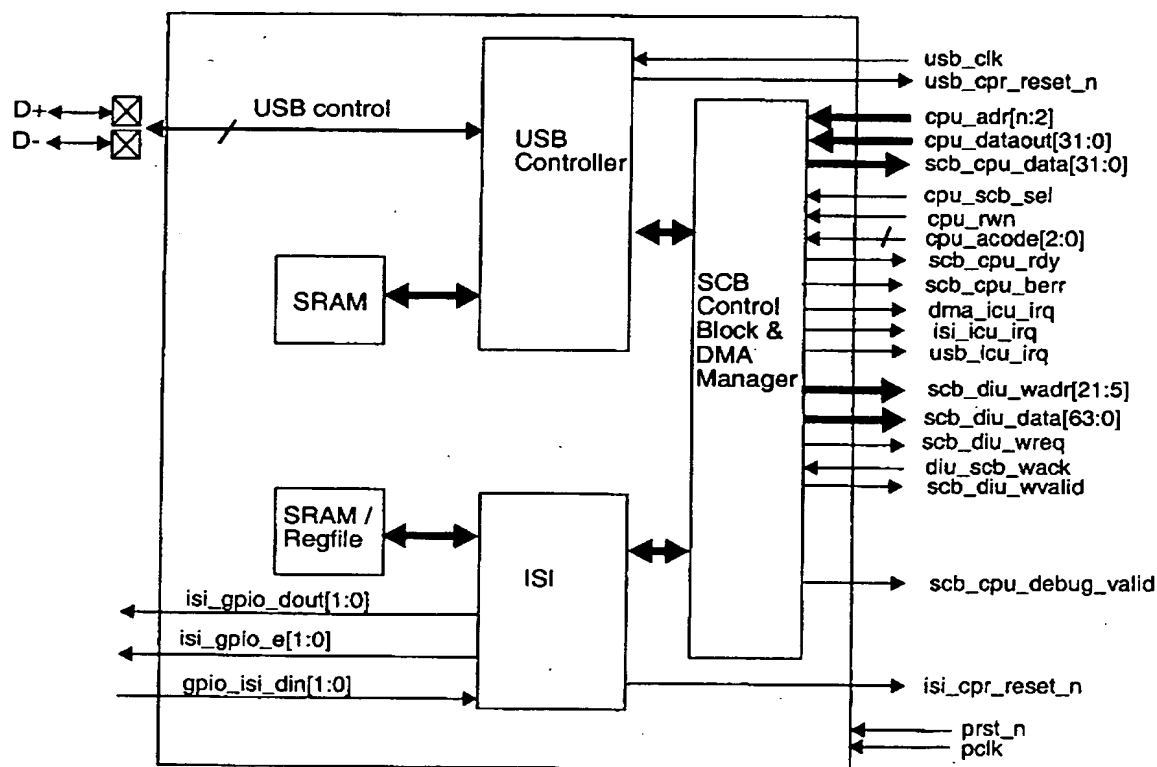 D+
D-
USB control
USB
Controller
SRAM
SRAM /
Regfile
ISI
SCB
Control
Block &
DMA
Manager
isi_gpio_dout[1:0]
isi_gpio_e[1:0]
gpio_isi_din[1:0]
usb_clk
usb_cpr_reset_n
cpu_adr[n:2]
cpu_dataout[31:0]
scb_cpu_data[31:0]
cpu_scb_sel
cpu_rwn
cpu_acode[2:0]
scb_cpu_rdy
scb_cpu_berr
dma_icu_irq
isi_icu_irq
usb_icu_irq
scb_diu_wadr[21:5]
scb_diu_data[63:0]
scb_diu_wreq
diu_scb_wack
scb_diu_wvalid
scb_cpu_debug_valid
isi_cpr_reset_n
prst_n
pclk